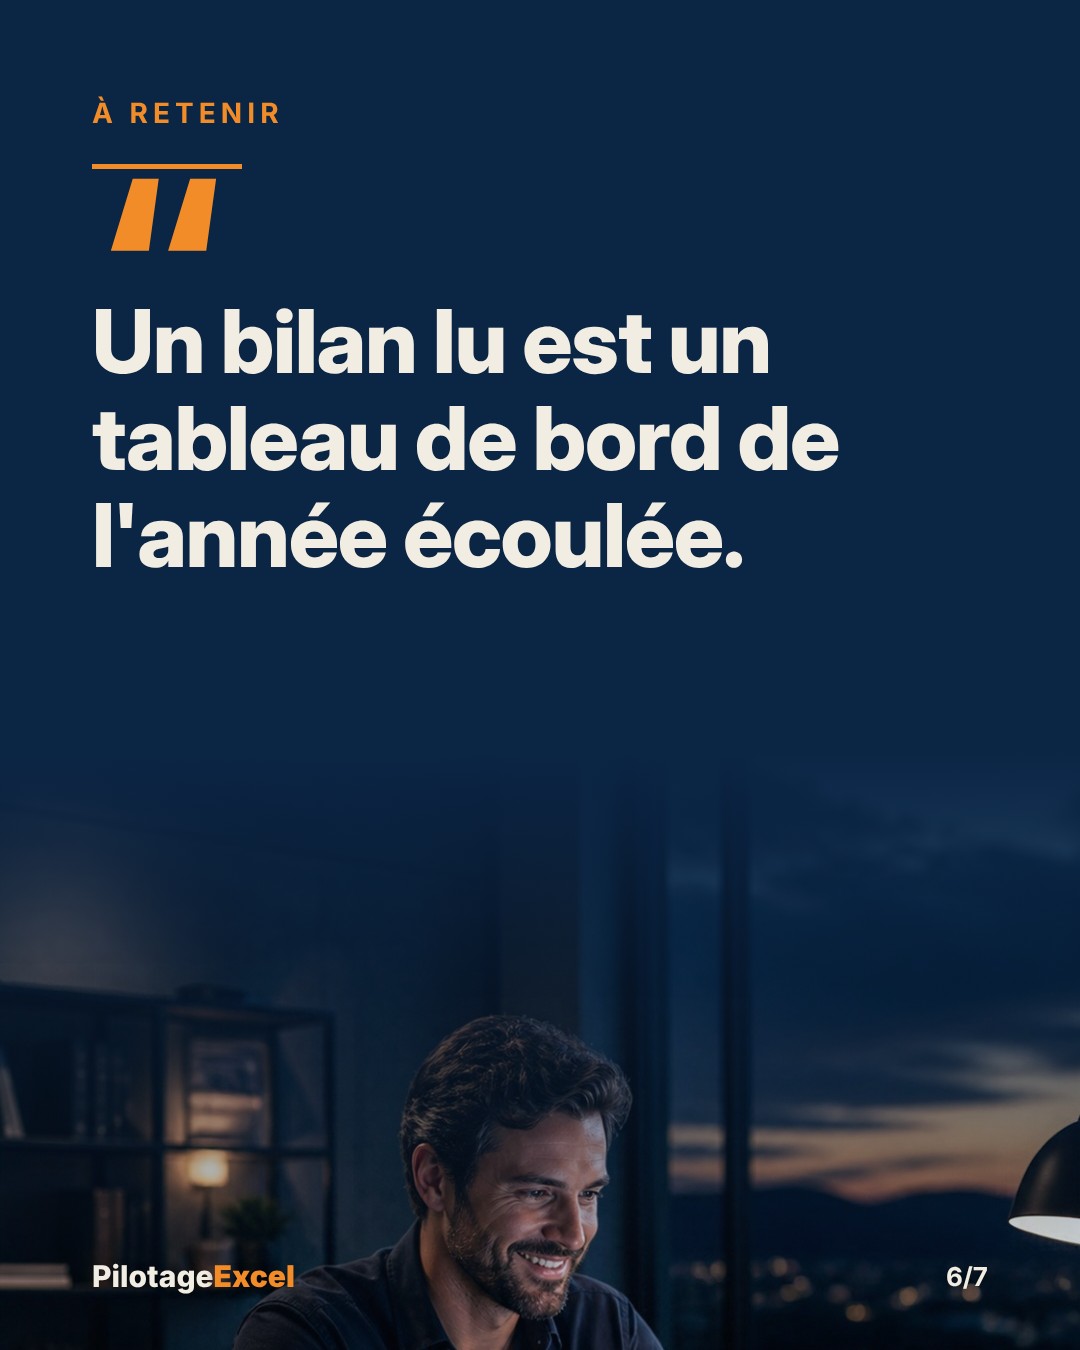 À RETENIR
"
Un bilan lu est un
tableau de bord de
l'année écoulée.
PilotageExcel
6/7